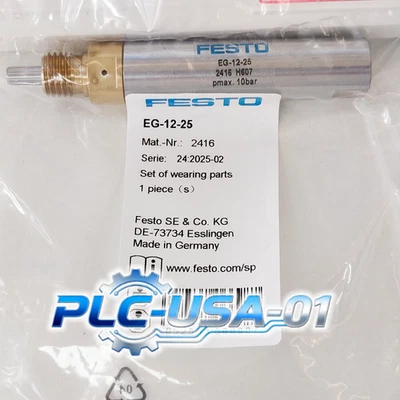 FESTO
EG-12-25
2416 H607
pmax. 10bar
FESTO
EG-12-25
Mat.-Nr.: 2416
Serie: 24:2025-02
Set of wearing parts
1 piece (s)
Festo SE & Co. KG
DE-73734 Esslingen
Made in Germany
www.festo.com/sp
PLC-USA-01
04